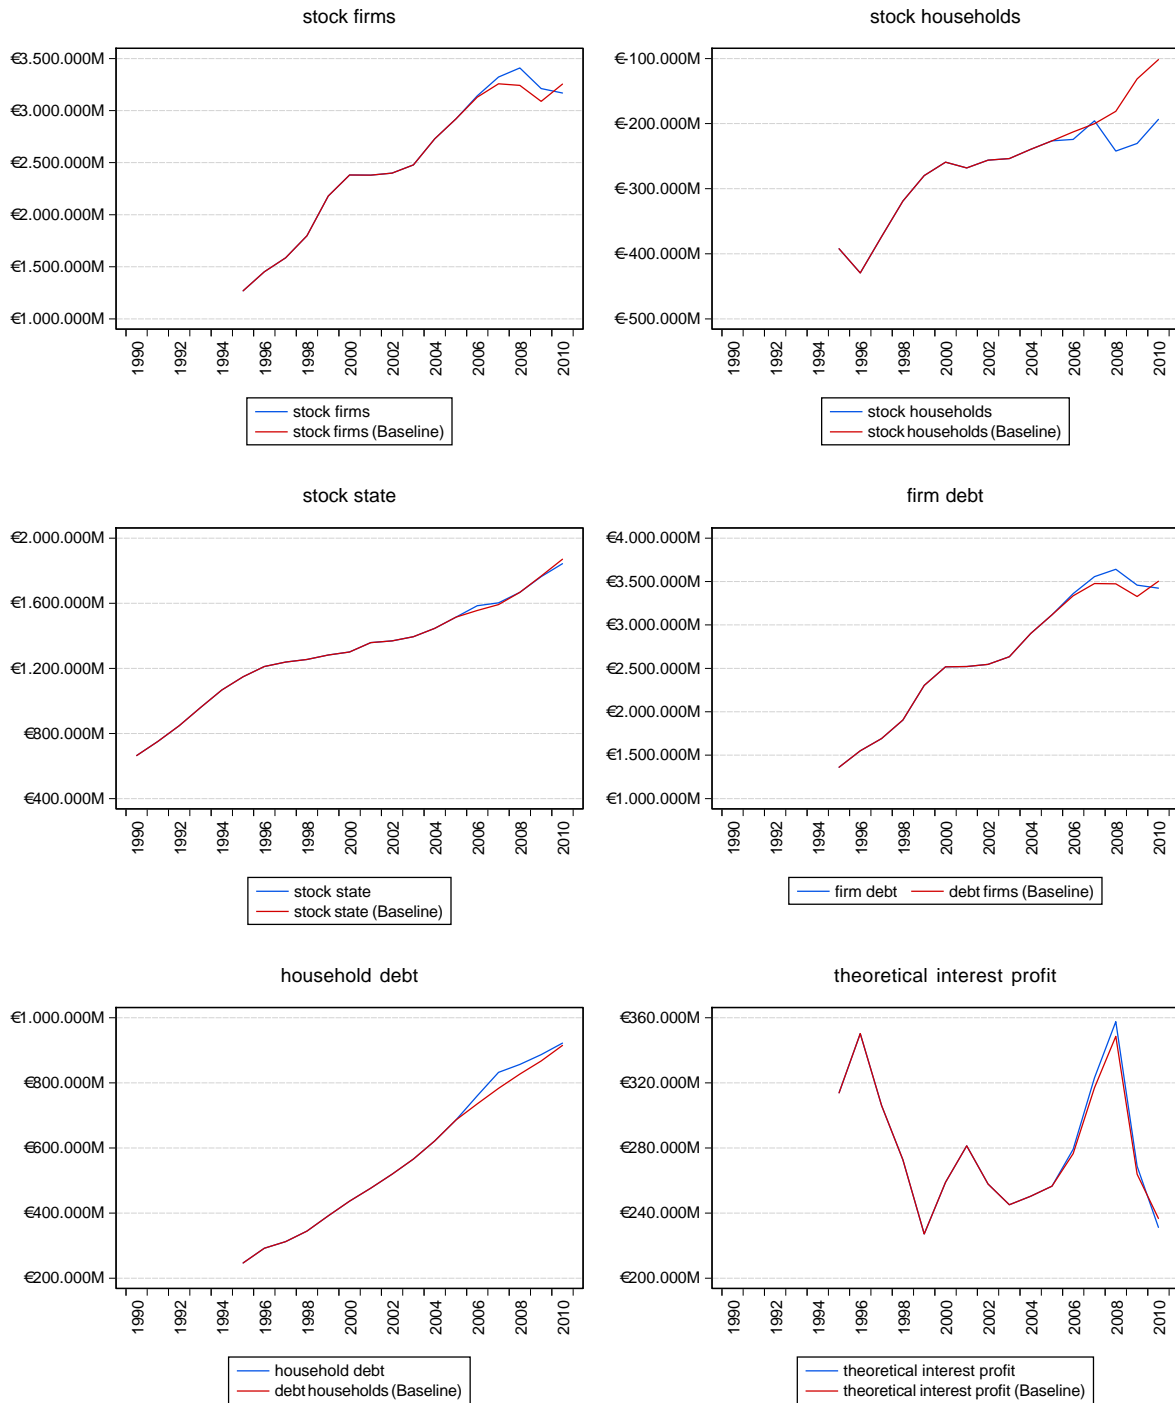 stock firms
€3.500.000M
€3.000.000M
€2.500.000M
€2.000.000M
€1.500.000M
€1.000.000M
1990
1992
1994
1996
1998
2000
2002
2004
2006
2008
2010
stock firms
stock firms (Baseline)
stock households
€-100.000M
€-200.000M
€-300.000M
€-400.000M
€-500.000M
1990
1992
1994
1996
1998
2000
2002
2004
2006
2008
2010
stock households
stock households (Baseline)
stock state
€2.000.000M
€1.600.000M
€1.200.000M
€800.000M
€400.000M
1990
1992
1994
1996
1998
2000
2002
2004
2006
2008
2010
stock state
stock state (Baseline)
firm debt
€4.000.000M
€3.500.000M
€3.000.000M
€2.500.000M
€2.000.000M
€1.500.000M
€1.000.000M
1990
1992
1994
1996
1998
2000
2002
2004
2006
2008
2010
firm debt debt firms (Baseline)
household debt
€1.000.000M
€800.000M
€600.000M
€400.000M
€200.000M
1990
1992
1994
1996
1998
2000
2002
2004
2006
2008
2010
household debt
debt households (Baseline)
theoretical interest profit
€360.000M
€320.000M
€280.000M
€240.000M
€200.000M
1990
1992
1994
1996
1998
2000
2002
2004
2006
2008
2010
theoretical interest profit
theoretical interest profit (Baseline)